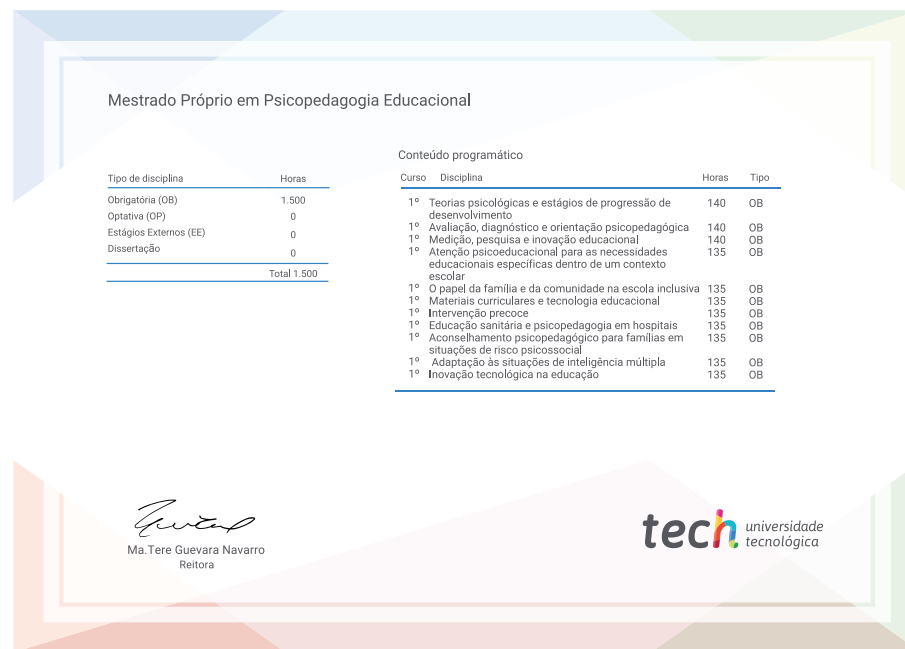 Mestrado Próprio em Psicopedagogia Educacional
Tipo de disciplina Horas
Obrigatória (OB) 1.500
Optativa (OP) 0
Estágios Externos (EE) 0
Dissertação 0
Total 1.500
Conteúdo programático
Curso Disciplina Horas Tipo
1º Teorias psicológicas e estágios de progressão de 140 OB
desenvolvimento
1º Avaliação, diagnóstico e orientação psicopedagógica 140 OB
1º Medição, pesquisa e inovação educacional 140 OB
1º Atenção psicoeducacional para as necessidades 135 OB
educacionais específicas dentro de um contexto
escolar
1º O papel da família e da comunidade na escola inclusiva 135 OB
1º Materiais curriculares e tecnologia educacional 135 OB
1º Intervenção precoce 135 OB
1º Educação sanitária e psicopedagogia em hospitais 135 OB
1º Aconselhamento psicopedagógico para famílias em 135 OB
situações de risco psicossocial
1º Adaptação às situações de inteligência múltipla 135 OB
1º Inovação tecnológica na educação 135 OB
Ma.Tere Guevara Navarro
Reitora
tech universidade
tecnológica